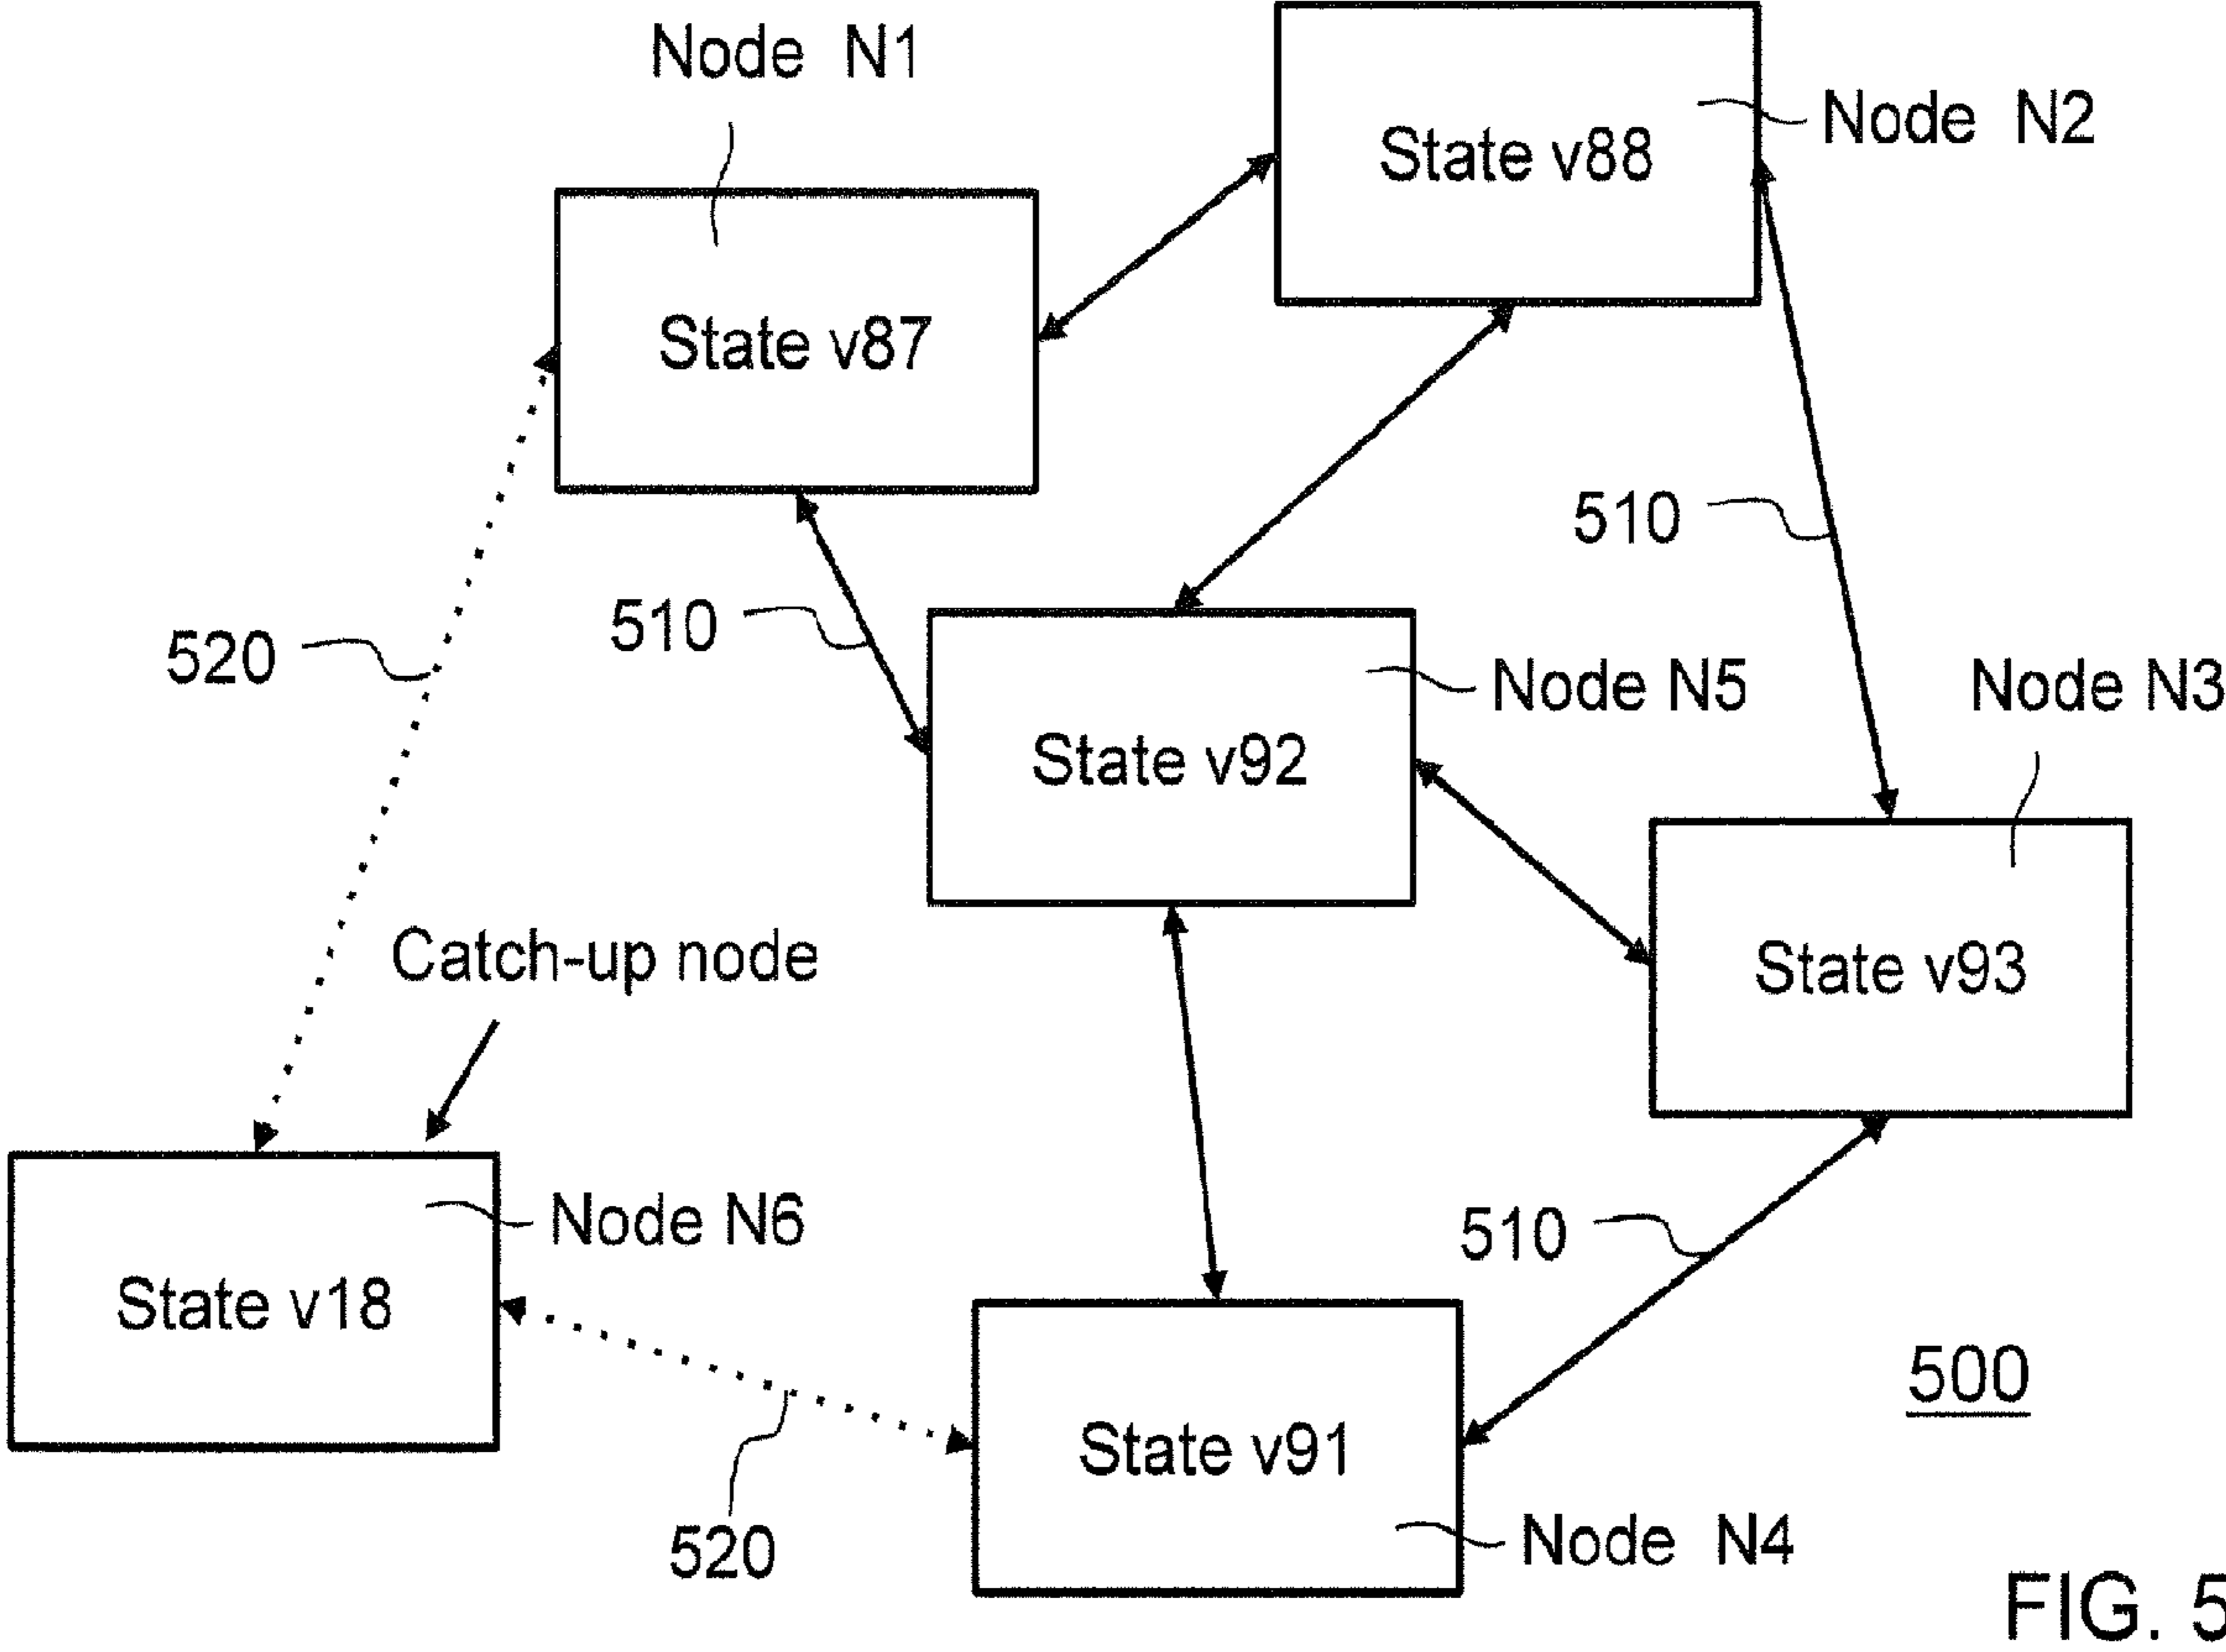 Node N1
Node N2
State v88
State v87
510
510
520
Node N5
Node N3
State v92
Catch-up node
State v93
Node N6
510
State v18
500
State v91
520
Node N4
FIG. 5